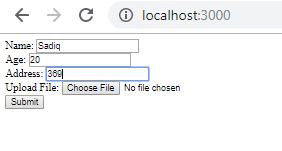 localhost:3000
Name: Sadiq
Age: 20
Address: 369
Upload File: Choose File No file chosen
Submit